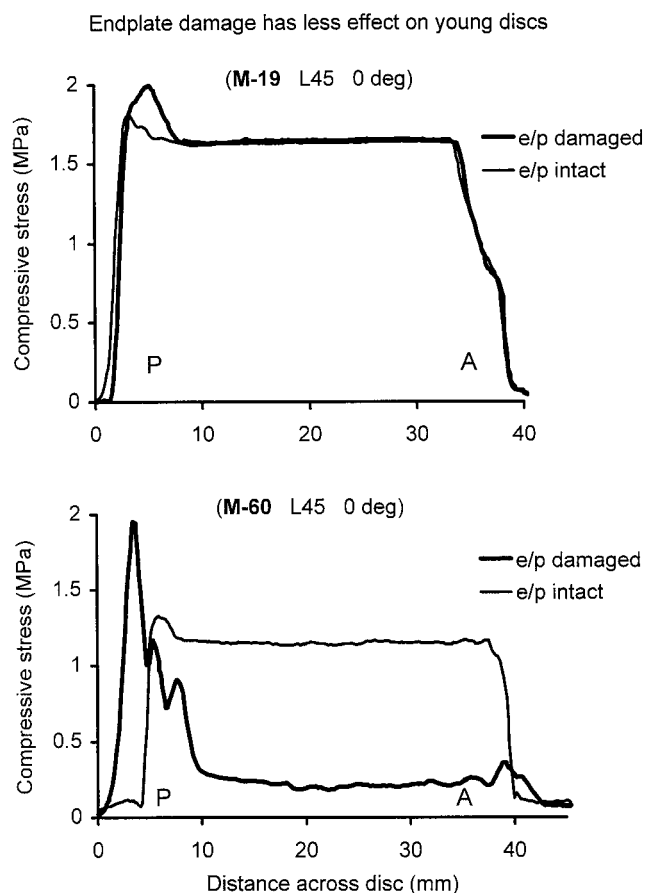 Endplate damage has less effect on young discs
(M-19 L45 0 deg)
Compressive stress (MPa)
2
1.5
1
0.5
0
e/p damaged
e/p intact
P
A
0 10 20 30 40
(M-60 L45 0 deg)
Compressive stress (MPa)
2
1.5
1
0.5
0
e/p damaged
e/p intact
P
A
0 10 20 30 40
Distance across disc (mm)